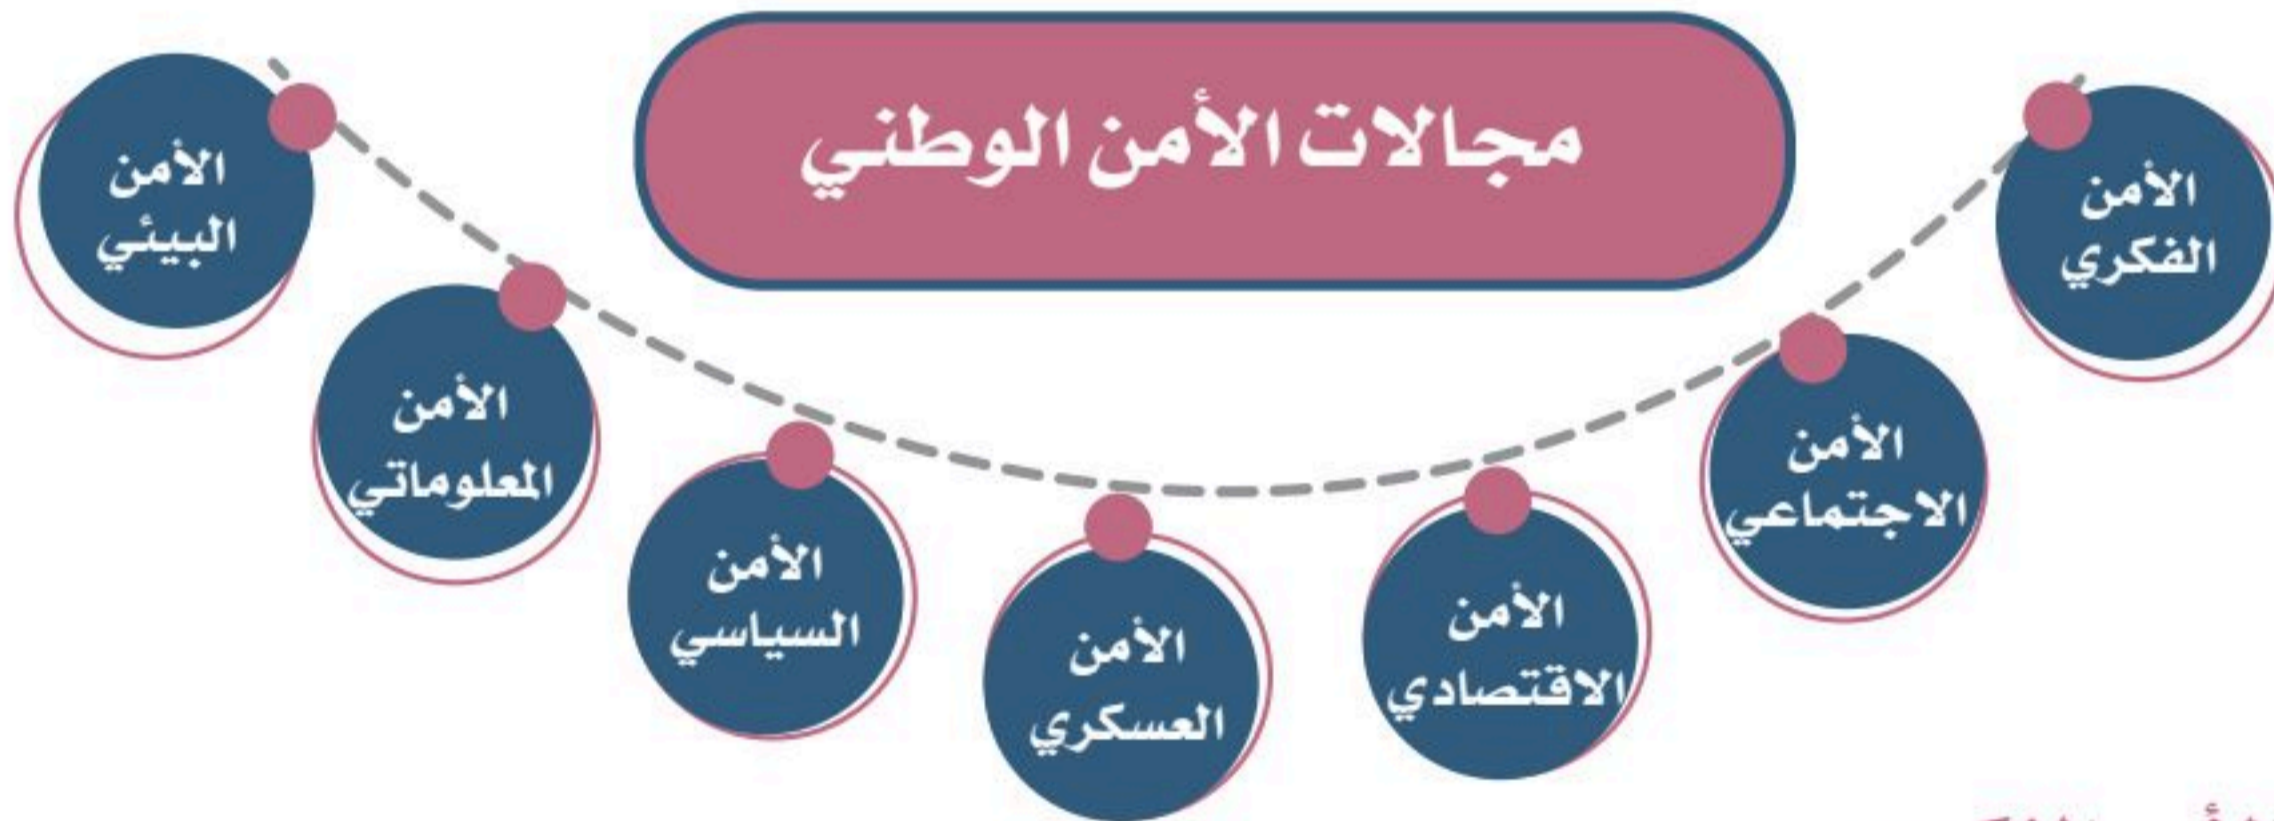 مجالات الأمن الوطني
الأمن
الفكري
الأمن
الاجتماعي
الأمن
الاقتصادي
الأمن
العسكري
الأمن
السياسي
الأمن
المعلوماتي
الأمن
البيئي